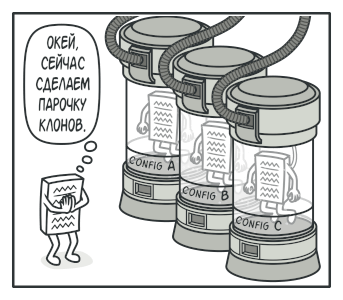 ОКЕЙ,
СЕЙЧАС
СДЕЛАЕМ
ПАРОЧКУ
КЛОНОВ.
CONFIG A
CONFIG B
CONFIG C